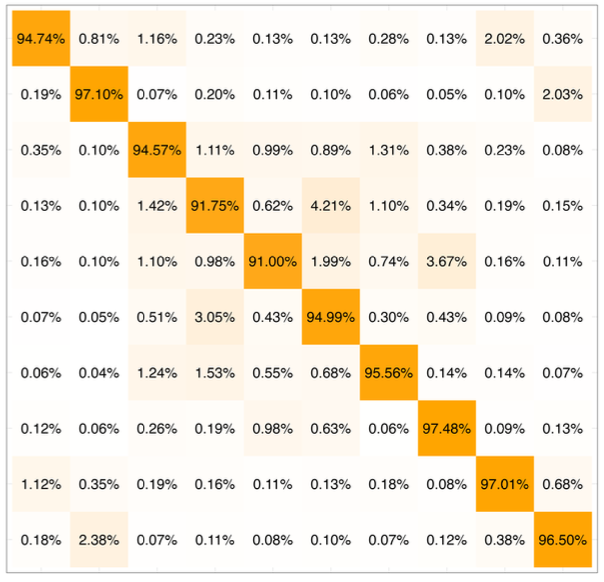 94.74% 0.81% 1.16% 0.23% 0.13% 0.13% 0.28% 0.13% 2.02% 0.36%
0.19% 97.10% 0.07% 0.20% 0.11% 0.10% 0.06% 0.05% 0.10% 2.03%
0.35% 0.10% 94.57% 1.11% 0.99% 0.89% 1.31% 0.38% 0.23% 0.08%
0.13% 0.10% 1.42% 91.75% 0.62% 4.21% 1.10% 0.34% 0.19% 0.15%
0.16% 0.10% 1.10% 0.98% 91.00% 1.99% 0.74% 3.67% 0.16% 0.11%
0.07% 0.05% 0.51% 3.05% 0.43% 94.99% 0.30% 0.43% 0.09% 0.08%
0.06% 0.04% 1.24% 1.53% 0.55% 0.68% 95.56% 0.14% 0.14% 0.07%
0.12% 0.06% 0.26% 0.19% 0.98% 0.63% 0.06% 97.48% 0.09% 0.13%
1.12% 0.35% 0.19% 0.16% 0.11% 0.13% 0.18% 0.08% 97.01% 0.68%
0.18% 2.38% 0.07% 0.11% 0.08% 0.10% 0.07% 0.12% 0.38% 96.50%